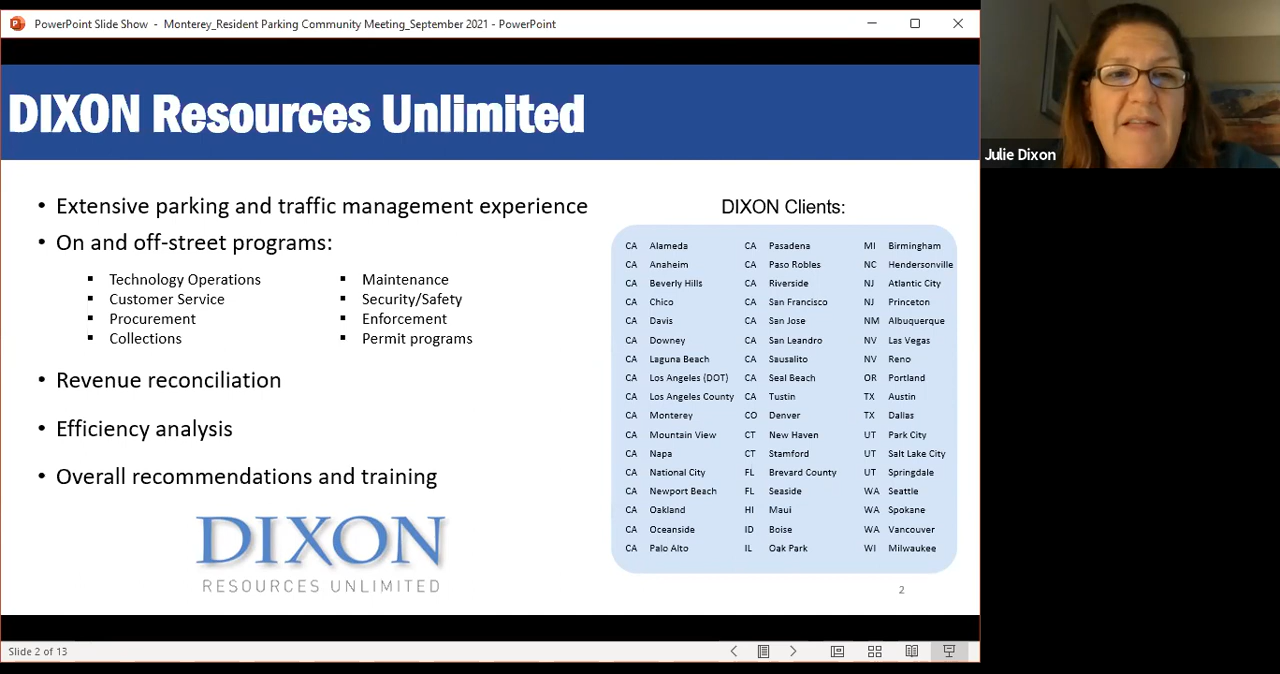 PowerPoint Slide Show - Monterey_Resident Parking Community Meeting_September 2021 - PowerPoint
DIXON Resources Unlimited
Julie Dixon
• Extensive parking and traffic management experience
• On and off-street programs:
▪ Technology Operations
▪ Customer Service
▪ Procurement
▪ Collections
▪ Maintenance
▪ Security/Safety
▪ Enforcement
▪ Permit programs
• Revenue reconciliation
• Efficiency analysis
• Overall recommendations and training
DIXON
RESOURCES UNLIMITED
DIXON Clients:
CA Alameda
CA Anaheim
CA Beverly Hills
CA Chico
CA Davis
CA Downey
CA Laguna Beach
CA Los Angeles (DOT)
CA Los Angeles County
CA Monterey
CA Mountain View
CA Napa
CA National City
CA Newport Beach
CA Oakland
CA Oceanside
CA Palo Alto
CA Pasadena
CA Paso Robles
CA Riverside
CA San Francisco
CA San Jose
CA San Leandro
CA Sausalito
CA Seal Beach
CA Tustin
CO Denver
CT New Haven
CT Stamford
FL Brevard County
FL Seaside
HI Maui
ID Boise
IL Oak Park
MI Birmingham
NC Hendersonville
NJ Atlantic City
NJ Princeton
NM Albuquerque
NV Las Vegas
NV Reno
OR Portland
TX Austin
TX Dallas
UT Park City
UT Salt Lake City
UT Springdale
WA Seattle
WA Spokane
WA Vancouver
WI Milwaukee
2
Slide 2 of 13